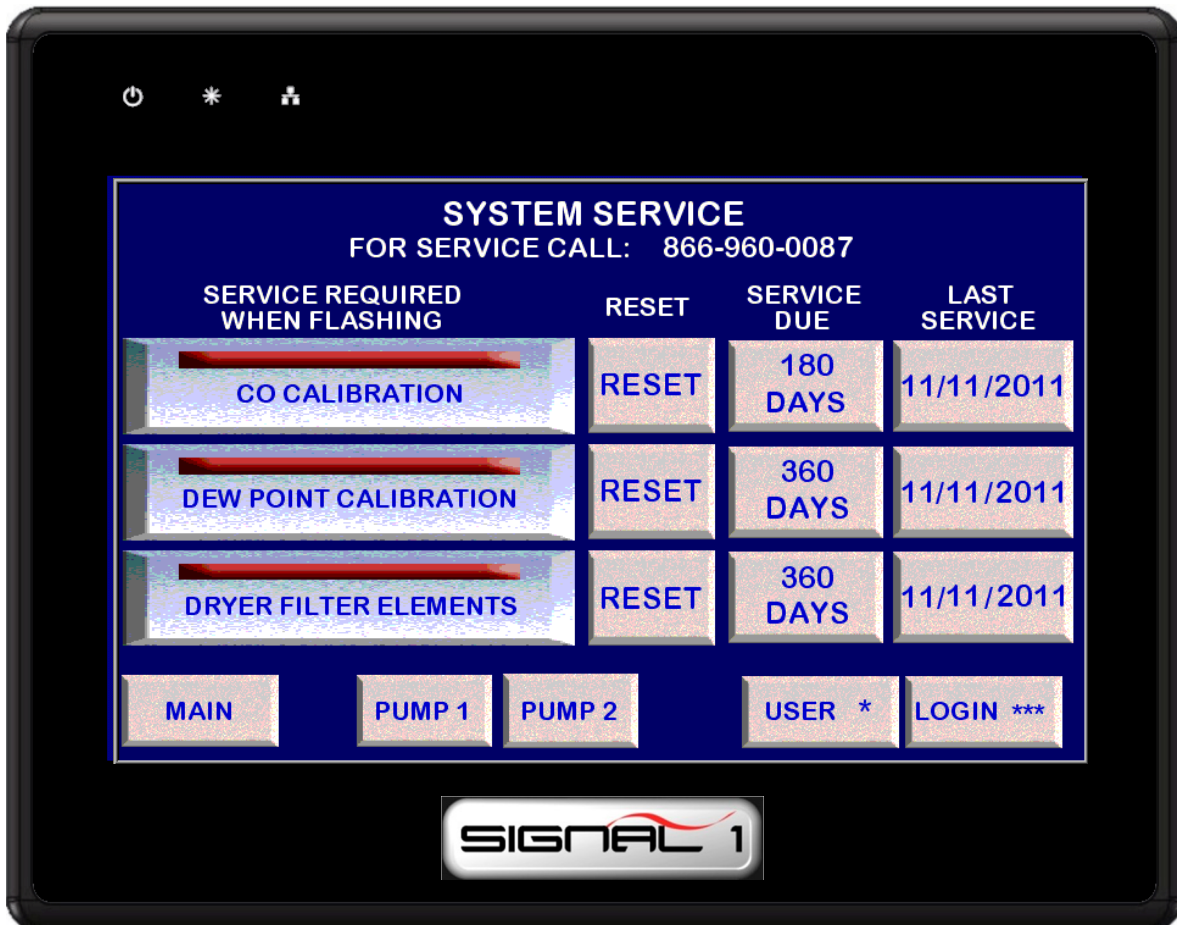 SYSTEM SERVICE
FOR SERVICE CALL: 866-960-0087
SERVICE REQUIRED
WHEN FLASHING
RESET
SERVICE
DUE
LAST
SERVICE
CO CALIBRATION
RESET
180
DAYS
11/11/2011
DEW POINT CALIBRATION
RESET
360
DAYS
11/11/2011
DRYER FILTER ELEMENTS
RESET
360
DAYS
11/11/2011
MAIN
PUMP 1
PUMP 2
USER *
LOGIN ***
SIGNAL 1